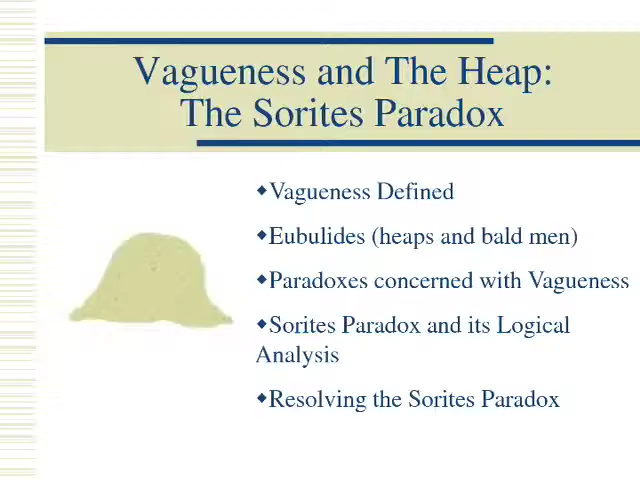 Vagueness and The Heap:
The Sorites Paradox
◆Vagueness Defined
◆Eubulides (heaps and bald men)
◆Paradoxes concerned with Vagueness
◆Sorites Paradox and its Logical
Analysis
◆Resolving the Sorites Paradox